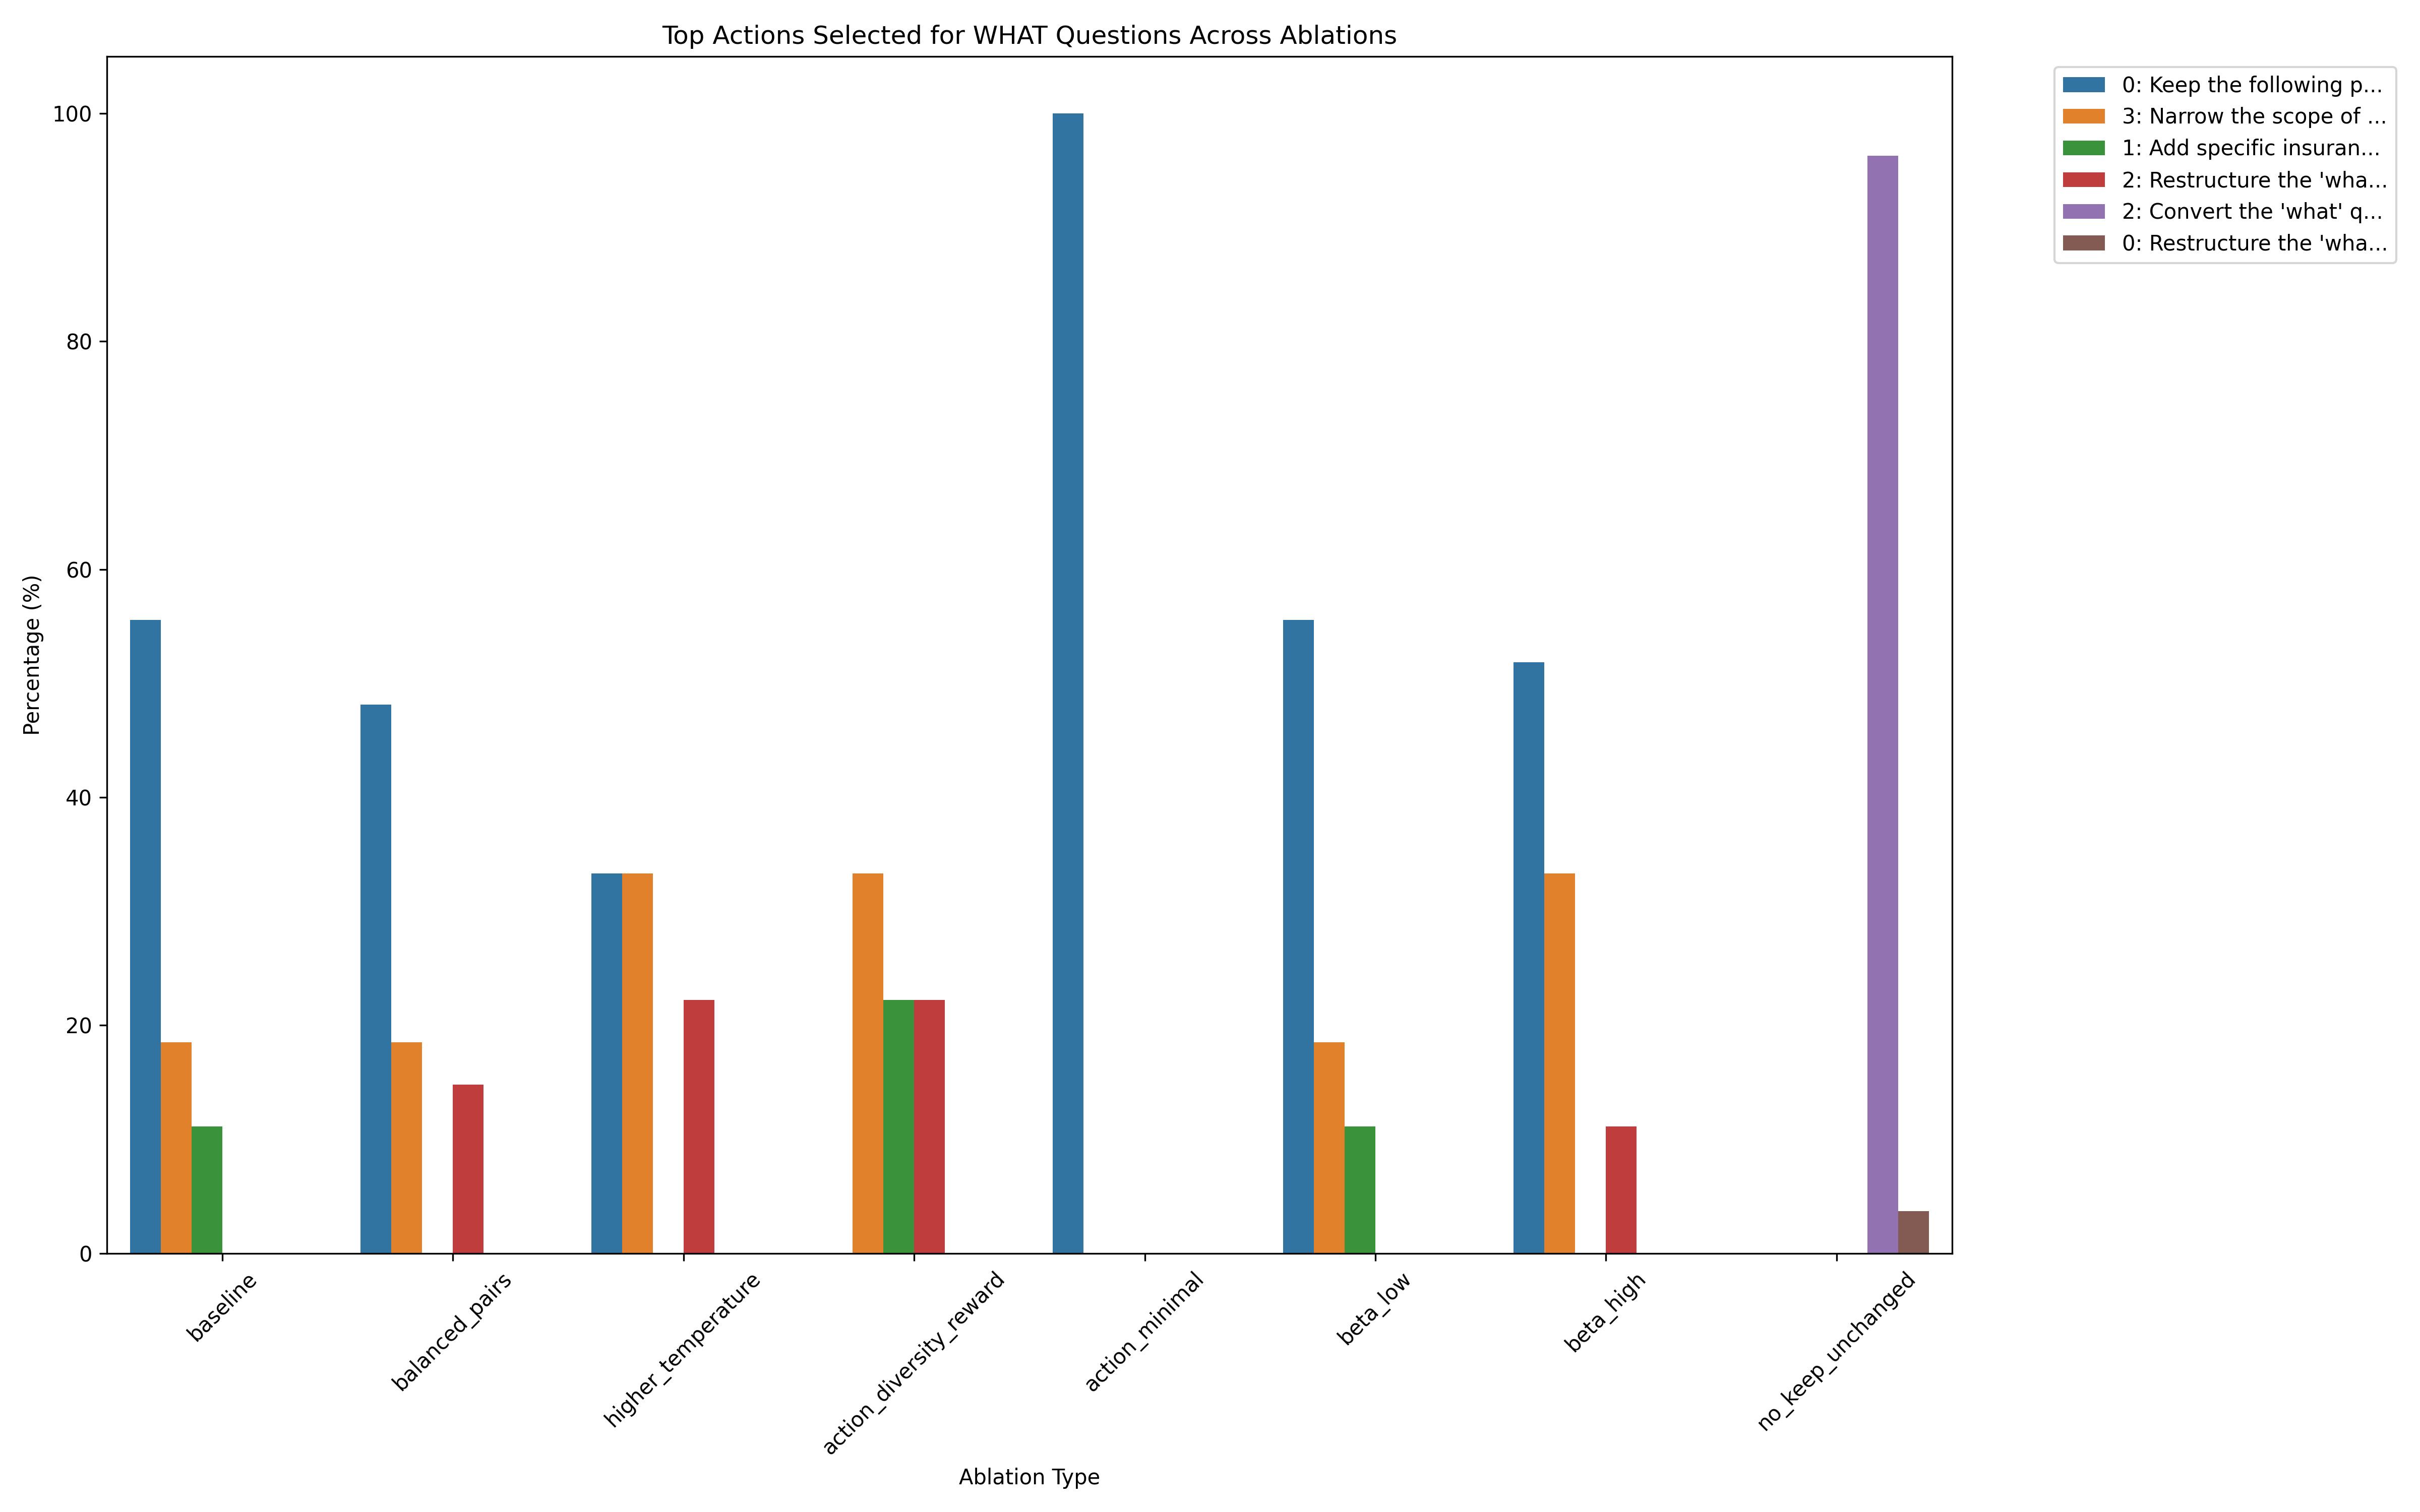 Top Actions Selected for WHAT Questions Across Ablations
Percentage (%)
100
80
60
40
20
0
baseline
balanced_pairs
higher_temperature
action_diversity_reward
action_minimal
beta_low
beta_high
no_keep_unchanged
Ablation Type
0: Keep the following p...
3: Narrow the scope of ...
1: Add specific insuran...
2: Restructure the 'wha...
2: Convert the 'what' q...
0: Restructure the 'wha...